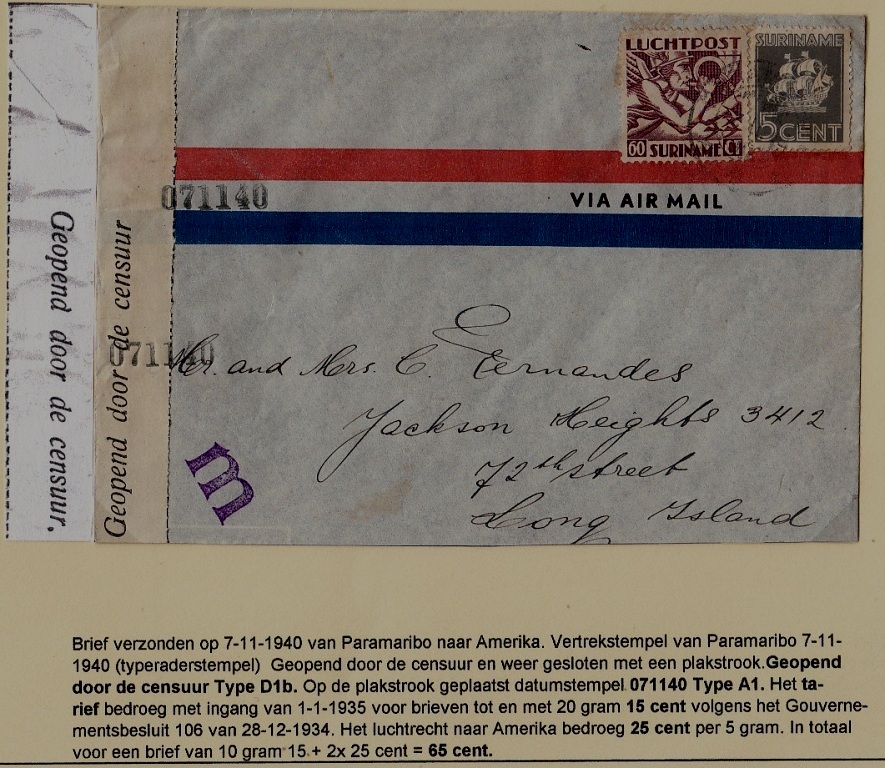 LUCHTPOST
60 SURINAME CT
SURINAME
5 CENT
071140
VIA AIR MAIL
Geopend door de censuur.
Geopend door de censuur
071140
Mr. and Mrs. C. Fernandes
Jackson Heights 3412
72th street
Long Island
m
Brief verzonden op 7-11-1940 van Paramaribo naar Amerika. Vertrekstempel van Paramaribo 7-11-
1940 (typeraderstempel) Geopend door de censuur en weer gesloten met een plakstrook.Geopend
door de censuur Type D1b. Op de plakstrook geplaatst datumstempel 071140 Type A1. Het ta-
rief bedroeg met ingang van 1-1-1935 voor brieven tot en met 20 gram 15 cent volgens het Gouverne-
mentsbesluit 106 van 28-12-1934. Het luchtrecht naar Amerika bedroeg 25 cent per 5 gram. In totaal
voor een brief van 10 gram 15 + 2x 25 cent = 65 cent.